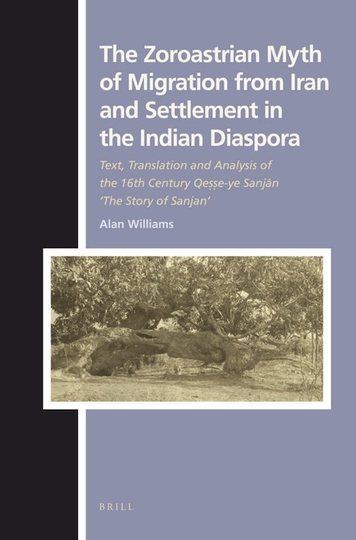 The Zoroastrian Myth
of Migration from Iran
and Settlement in
the Indian Diaspora
Text, Translation and Analysis of
the 16th Century Qeṣṣe-ye Sanjān
‘The Story of Sanjan’
Alan Williams
BRILL